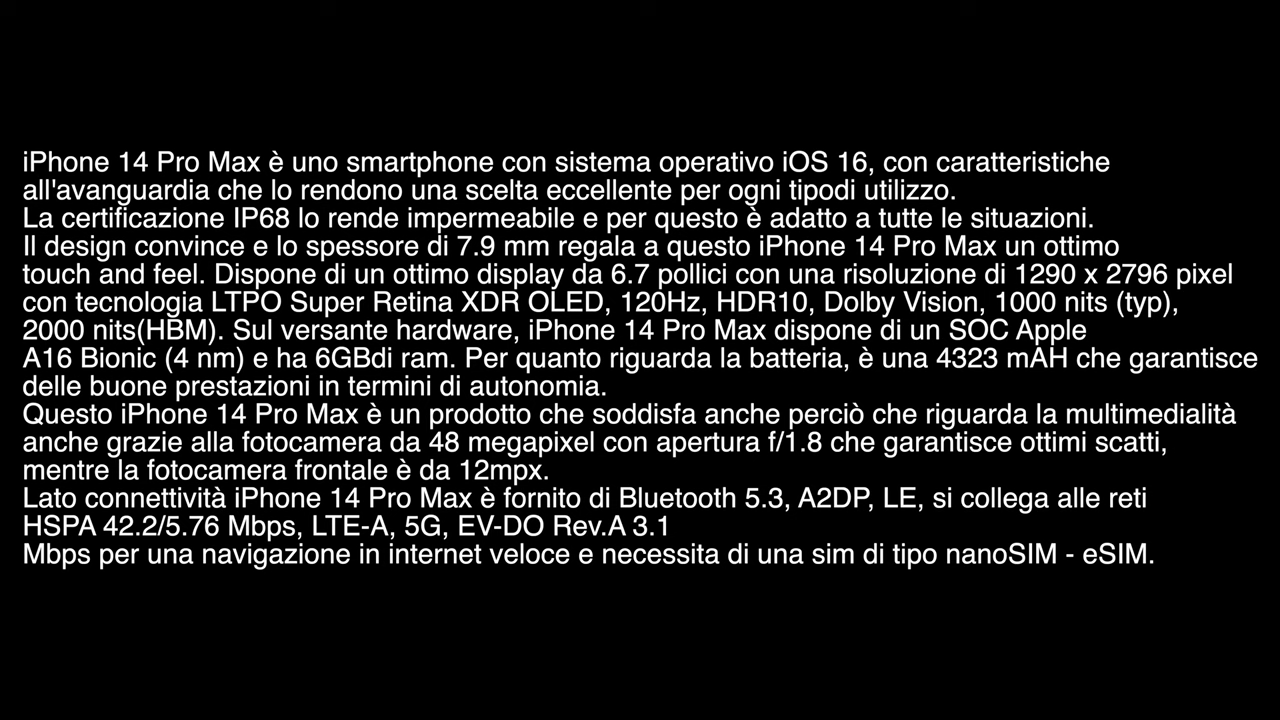 iPhone 14 Pro Max è uno smartphone con sistema operativo iOS 16, con caratteristiche
all'avanguardia che lo rendono una scelta eccellente per ogni tipodi utilizzo.
La certificazione IP68 lo rende impermeabile e per questo è adatto a tutte le situazioni.
Il design convince e lo spessore di 7.9 mm regala a questo iPhone 14 Pro Max un ottimo
touch and feel. Dispone di un ottimo display da 6.7 pollici con una risoluzione di 1290 x 2796 pixel
con tecnologia LTPO Super Retina XDR OLED, 120Hz, HDR10, Dolby Vision, 1000 nits (typ),
2000 nits(HBM). Sul versante hardware, iPhone 14 Pro Max dispone di un SOC Apple
A16 Bionic (4 nm) e ha 6GBdi ram. Per quanto riguarda la batteria, è una 4323 mAH che garantisce
delle buone prestazioni in termini di autonomia.
Questo iPhone 14 Pro Max è un prodotto che soddisfa anche perciò che riguarda la multimedialità
anche grazie alla fotocamera da 48 megapixel con apertura f/1.8 che garantisce ottimi scatti,
mentre la fotocamera frontale è da 12mpx.
Lato connettività iPhone 14 Pro Max è fornito di Bluetooth 5.3, A2DP, LE, si collega alle reti
HSPA 42.2/5.76 Mbps, LTE-A, 5G, EV-DO Rev.A 3.1
Mbps per una navigazione in internet veloce e necessita di una sim di tipo nanoSIM - eSIM.